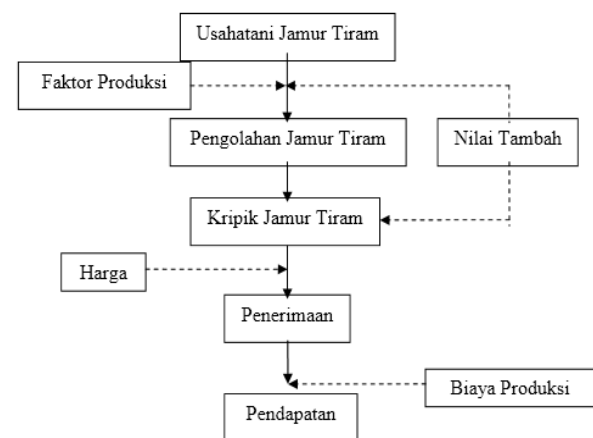 Usahatani Jamur Tiram
Faktor Produksi
Pengolahan Jamur Tiram
Nilai Tambah
Kripik Jamur Tiram
Harga
Penerimaan
Biaya Produksi
Pendapatan